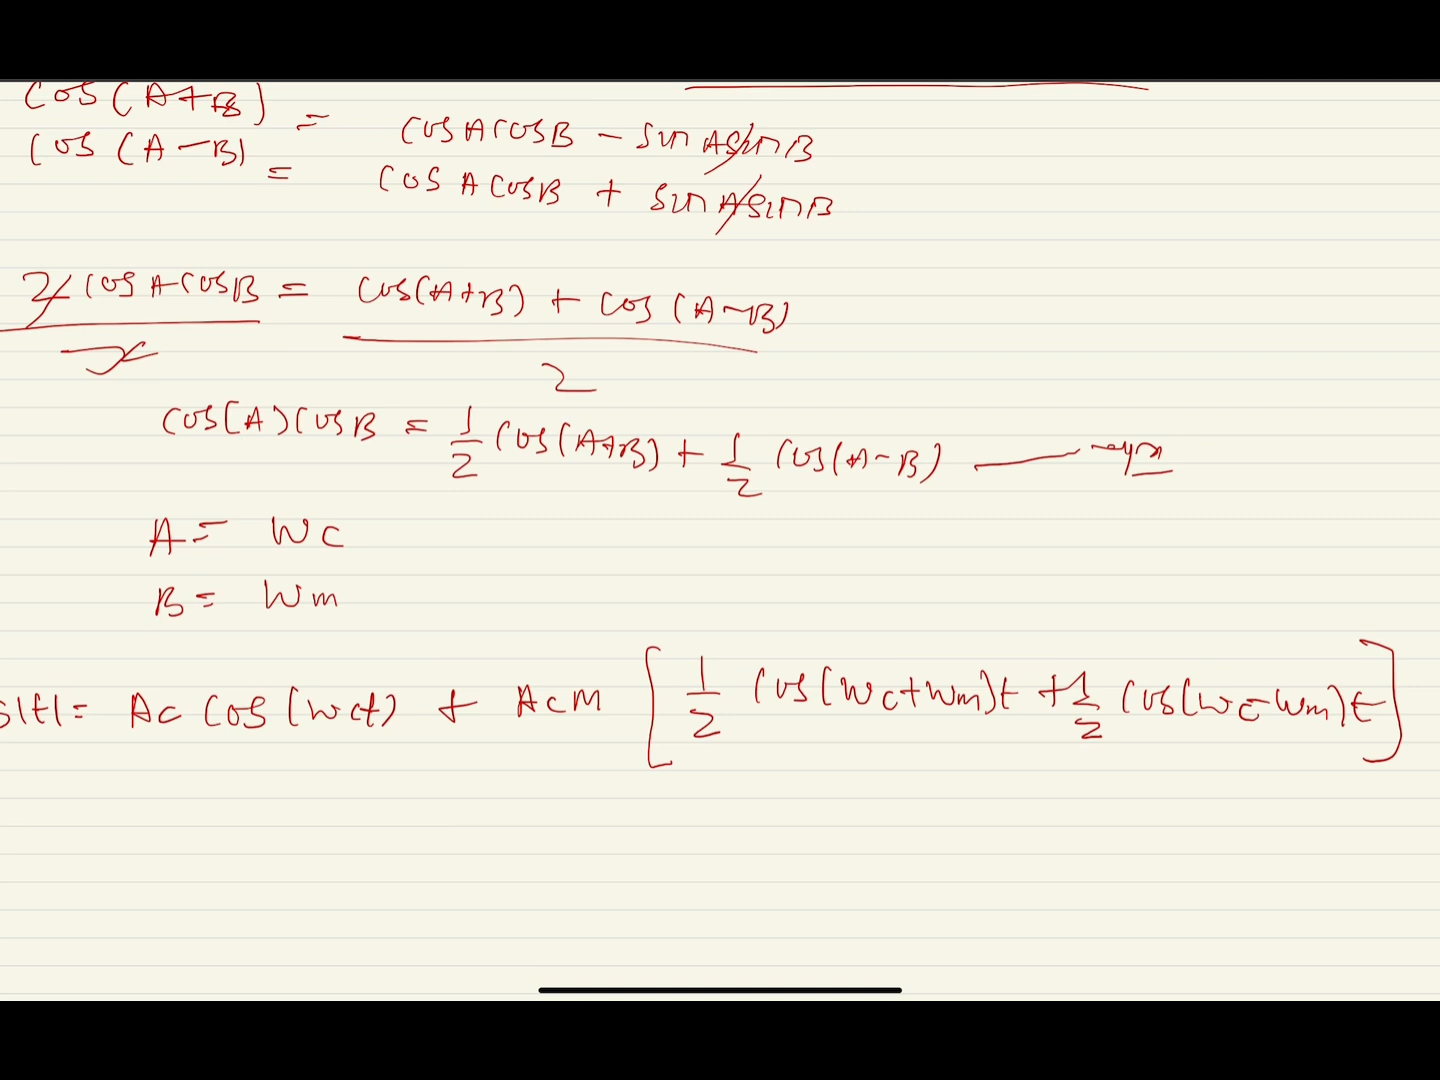 cos(A+B) = cosAcosB - sinAsinB
cos(A-B) = cosAcosB + sinAsinB
2cosAcosB = cos(A+B) + cos(A-B)
2 2
cos(A)cosB = 1/2 cos(A+B) + 1/2 cos(A-B)
A = Wc
B = Wm
s(t) = Ac cos(wct) + AcM [1/2 cos(wc+wm)t + 1/2 cos(wc-wm)t]